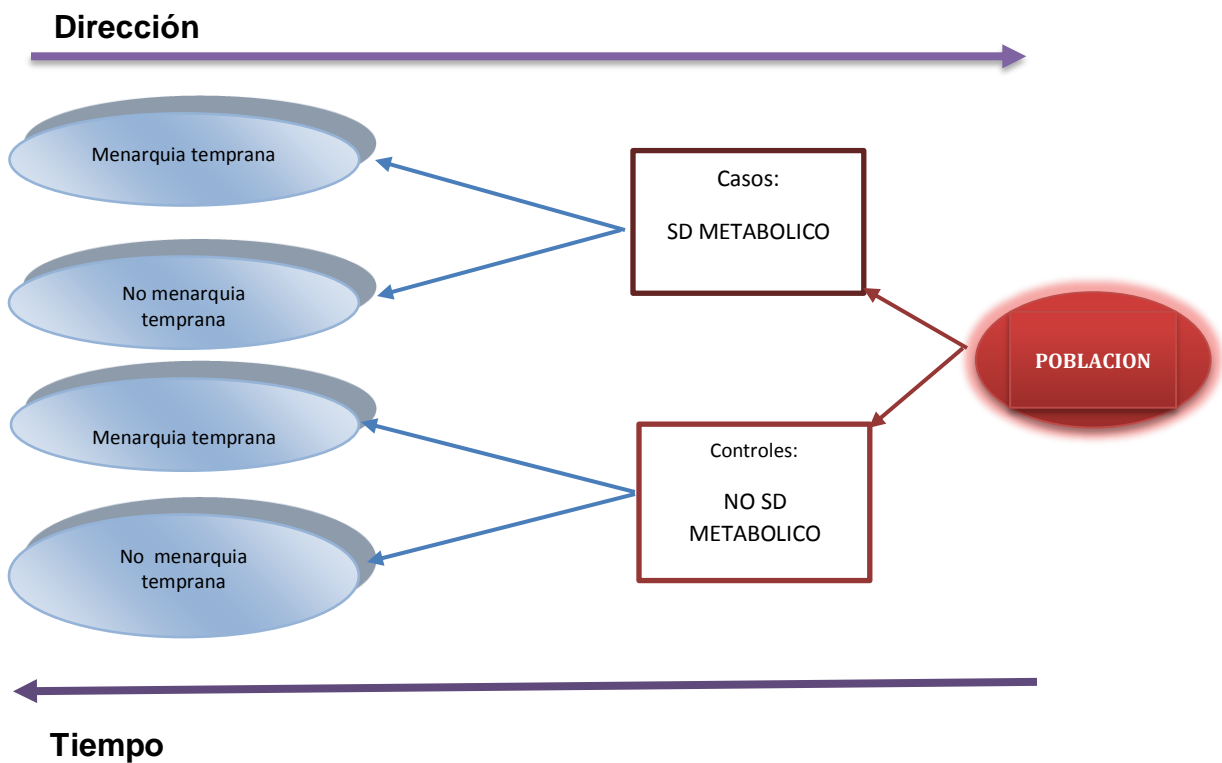 Dirección
Menarquia temprana
Casos:
SD METABOLICO
No menarquia
temprana
POBLACION
Menarquia temprana
Controles:
NO SD
METABOLICO
No menarquia
temprana
Tiempo